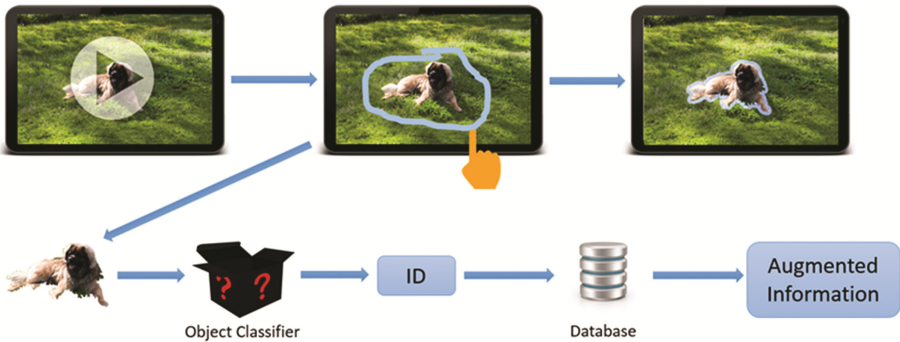 ? ?
Object Classifier
ID
Database
Augmented
Information